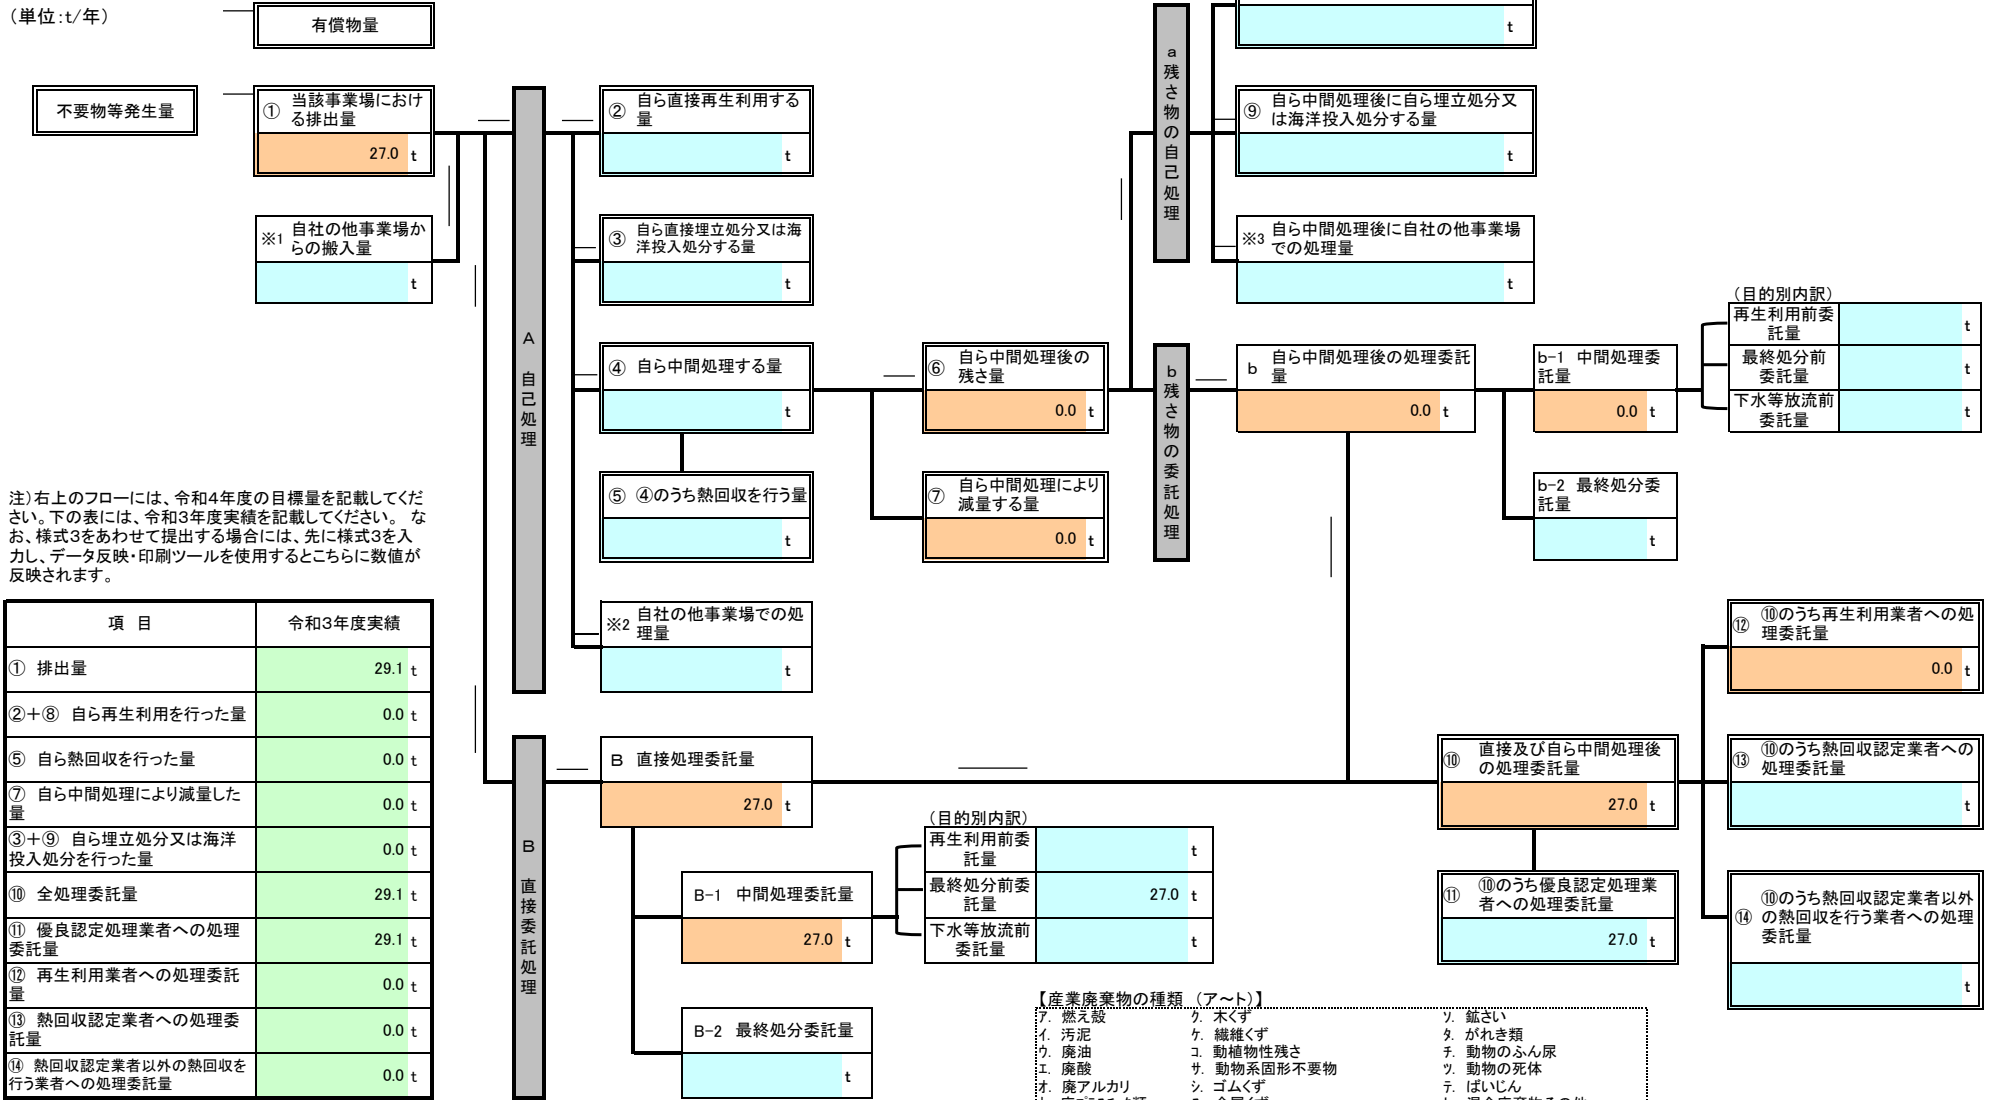 (単位:t/年)
有償物量
不要物等発生量
① 当該事業場におけ
る排出量
27.0 t
※1 自社の他事業場か
らの搬入量
t
A 自己処理
② 自ら直接再生利用する
量
t
③ 自ら直接埋立処分又は海
洋投入処分する量
t
④ 自ら中間処理する量
t
⑤ ④のうち熱回収を行う量
t
※2 自社の他事業場での処
理量
t
⑥ 自ら中間処理後の
残さ量
0.0 t
⑦ 自ら中間処理により
減量する量
0.0 t
a 残さ物の自己処理
t
⑨ 自ら中間処理後に自ら埋立処分又
は海洋投入処分する量
t
※3 自ら中間処理後に自社の他事業場
での処理量
t
b 残さ物の委託処理
b 自ら中間処理後の処理委託
量
0.0 t
b-1 中間処理委
託量
0.0 t
b-2 最終処分委
託量
t
(目的別内訳)
再生利用前委
託量
t
最終処分前
委託量
t
下水等放流前
委託量
t
注)右上のフローには、令和4年度の目標量を記載してくだ
さい。下の表には、令和3年度実績を記載してください。 な
お、様式3をあわせて提出する場合には、先に様式3を入
力し、データ反映・印刷ツールを使用するとこちらに数値が
反映されます。
項 目 令和3年度実績
① 排出量 29.1 t
②+⑧ 自ら再生利用を行った量 0.0 t
⑤ 自ら熱回収を行った量 0.0 t
⑦ 自ら中間処理により減量した
量 0.0 t
③+⑨ 自ら埋立処分又は海洋
投入処分を行った量 0.0 t
⑩ 全処理委託量 29.1 t
⑪ 優良認定処理業者への処理
委託量 29.1 t
⑫ 再生利用業者への処理委託
量 0.0 t
⑬ 熱回収認定業者への処理委
託量 0.0 t
⑭ 熱回収認定業者以外の熱回収を
行う業者への処理委託量 0.0 t
B 直接委託処理
B 直接処理委託量
27.0 t
B-1 中間処理委託量
27.0 t
B-2 最終処分委託量
t
(目的別内訳)
再生利用前委
託量
t
最終処分前委
託量
27.0 t
下水等放流前
委託量
t
⑩ 直接及び自ら中間処理後
の処理委託量
27.0 t
⑪ ⑩のうち優良認定処理業
者への処理委託量
27.0 t
⑫ ⑩のうち再生利用業者への処
理委託量
0.0 t
⑬ ⑩のうち熱回収認定業者への
処理委託量
t
⑭ ⑩のうち熱回収認定業者以外
の熱回収を行う業者への処理
委託量
t
【産業廃棄物の種類 (ア~ト)】
ア. 燃え殻 ク. 木くず ソ. 鉱さい
イ. 汚泥 ケ. 繊維くず タ. がれき類
ウ. 廃油 コ. 動植物性残さ チ. 動物のふん尿
エ. 廃酸 サ. 動物系固形不要物 ツ. 動物の死体
オ. 廃アルカリ シ. ゴムくず テ. ばいじん